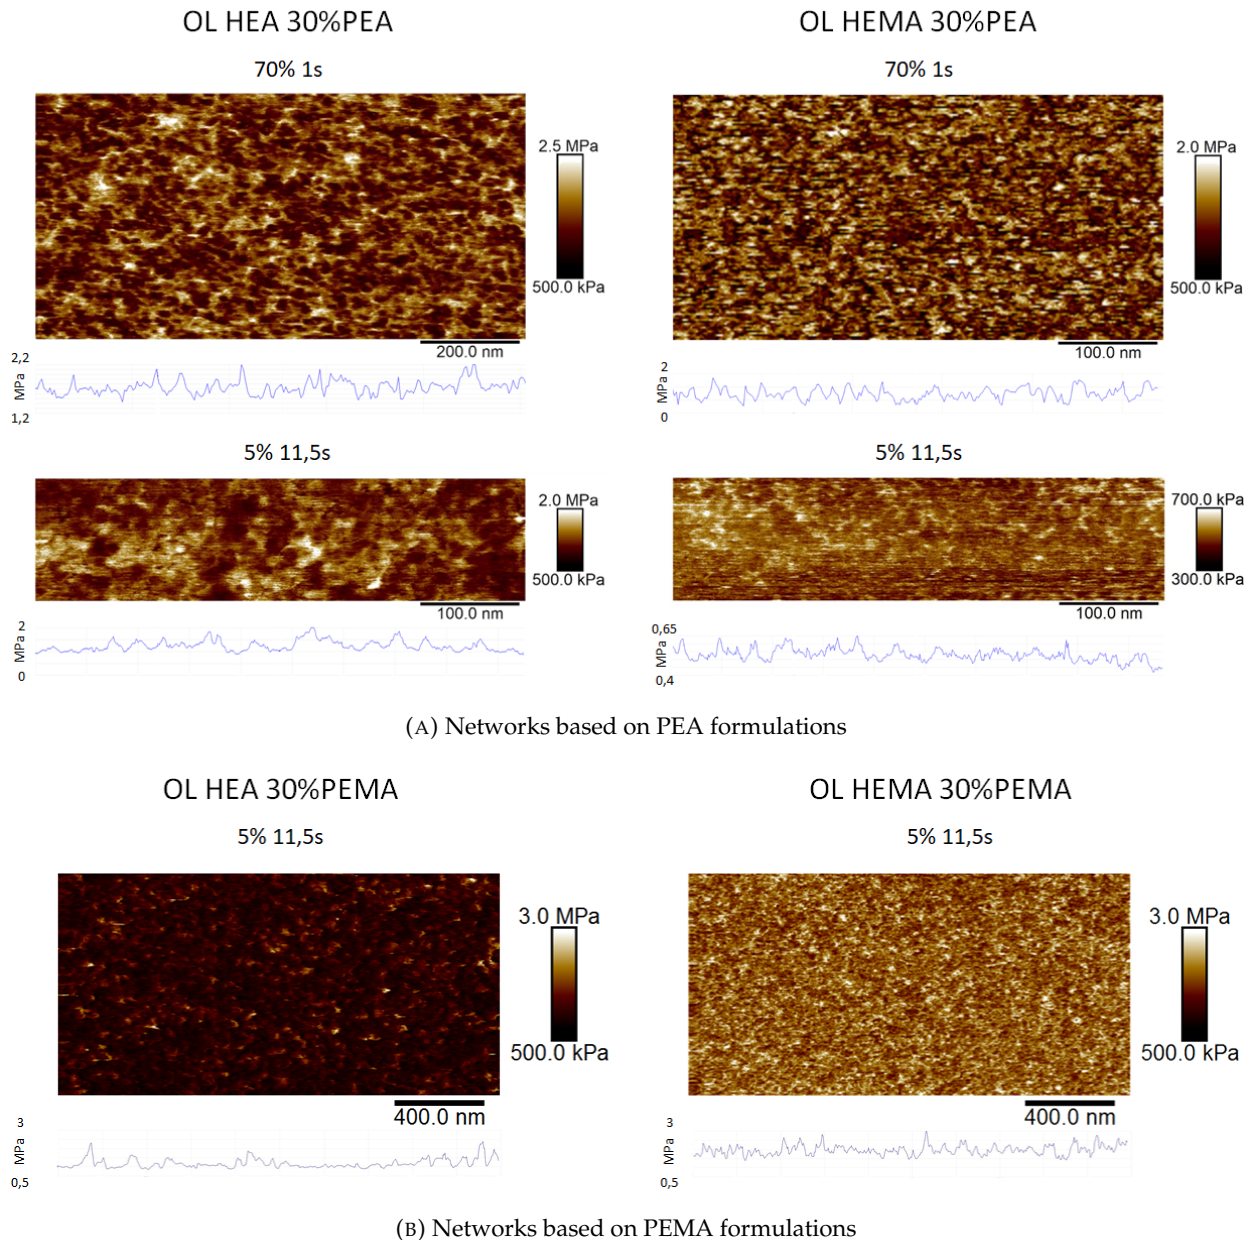 OL HEA 30%PEA
70% 1s
2.5 MPa
500.0 kPa
200.0 nm
2,2
MPa
1,2
5% 11,5s
2.0 MPa
500.0 kPa
100.0 nm
2
MPa
0
OL HEMA 30%PEA
70% 1s
2.0 MPa
500.0 kPa
100.0 nm
2
MPa
0
5% 11,5s
700.0 kPa
300.0 kPa
100.0 nm
0,65
MPa
0,4
(A) Networks based on PEA formulations
OL HEA 30%PEMA
5% 11,5s
3.0 MPa
500.0 kPa
400.0 nm
3
MPa
0,5
OL HEMA 30%PEMA
5% 11,5s
3.0 MPa
500.0 kPa
400.0 nm
3
MPa
0,5
(B) Networks based on PEMA formulations